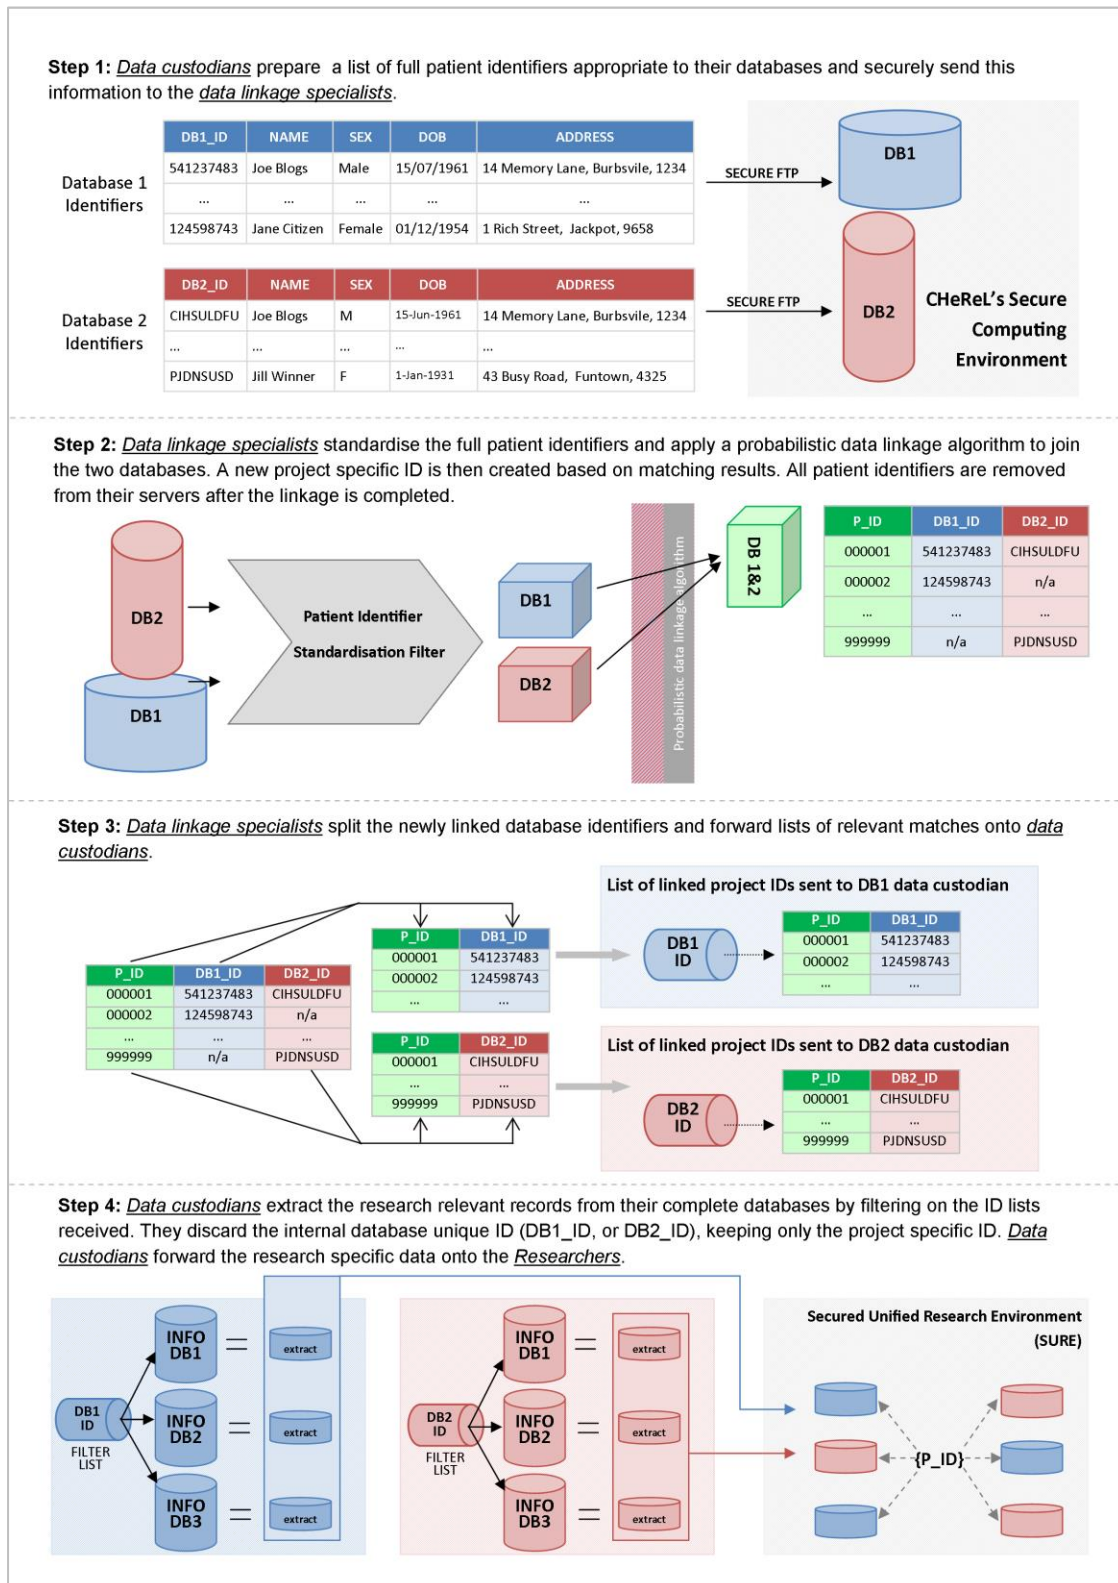 Step 1: Data custodians prepare a list of full patient identifiers appropriate to their databases and securely send this
information to the data linkage specialists.
Database 1
Identifiers
DB1_ID NAME SEX DOB ADDRESS
541237483 Joe Blogs Male 15/07/1961 14 Memory Lane, Burbsvile, 1234
... ... ... ... ...
124598743 Jane Citizen Female 01/12/1954 1 Rich Street, Jackpot, 9658
SECURE FTP
DB1
Database 2
Identifiers
DB2_ID NAME SEX DOB ADDRESS
CIHSULDFU Joe Blogs M 15-Jun-1961 14 Memory Lane, Burbsvile, 1234
... ... ... ... ...
PJDNSUSD Jill Winner F 1-Jan-1931 43 Busy Road, Funtown, 4325
SECURE FTP
DB2
CHeReL's Secure
Computing
Environment
Step 2: Data linkage specialists standardise the full patient identifiers and apply a probabilistic data linkage algorithm to join
the two databases. A new project specific ID is then created based on matching results. All patient identifiers are removed
from their servers after the linkage is completed.
DB2
DB1
Patient Identifier
Standardisation Filter
DB1
DB2
Probabilistic data linkage algorithm
DB 1&2
P_ID DB1_ID DB2_ID
000001 541237483 CIHSULDFU
000002 124598743 n/a
... ... ...
999999 n/a PJDNSUSD
Step 3: Data linkage specialists split the newly linked database identifiers and forward lists of relevant matches onto data
custodians.
P_ID DB1_ID DB2_ID
000001 541237483 CIHSULDFU
000002 124598743 n/a
... ... ...
999999 n/a PJDNSUSD
P_ID DB1_ID
000001 541237483
000002 124598743
... ...
P_ID DB2_ID
000001 CIHSULDFU
... ...
999999 PJDNSUSD
List of linked project IDs sent to DB1 data custodian
DB1
ID
P_ID DB1_ID
000001 541237483
000002 124598743
... ...
List of linked project IDs sent to DB2 data custodian
DB2
ID
P_ID DB2_ID
000001 CIHSULDFU
... ...
999999 PJDNSUSD
Step 4: Data custodians extract the research relevant records from their complete databases by filtering on the ID lists
received. They discard the internal database unique ID (DB1_ID, or DB2_ID), keeping only the project specific ID. Data
custodians forward the research specific data onto the Researchers.
DB1
ID
FILTER
LIST
INFO
DB1
=
extract
INFO
DB2
=
extract
INFO
DB3
=
extract
DB2
ID
FILTER
LIST
INFO
DB1
=
extract
INFO
DB2
=
extract
INFO
DB3
=
extract
Secured Unified Research Environment
(SURE)
{P_ID}